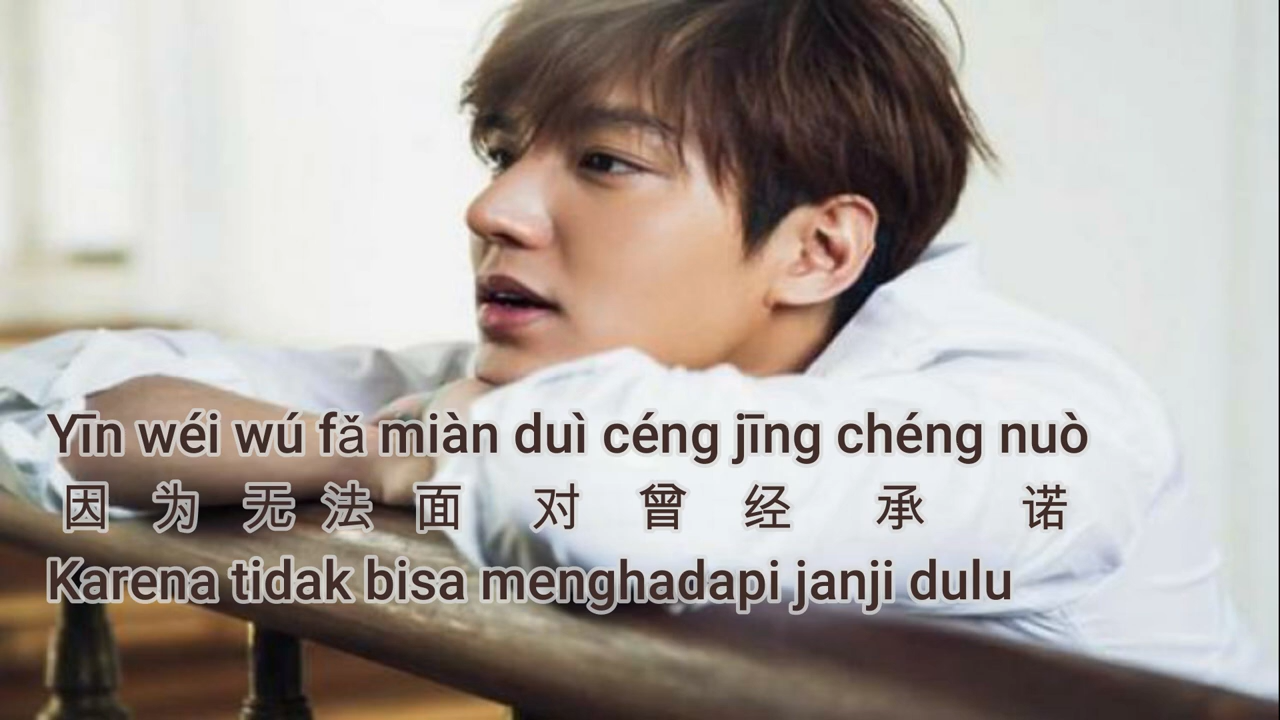 Yīn wéi wú fǎ miàn duì céng jīng chéng nuò
因 为 无 法 面 对 曾 经 承 诺
Karena tidak bisa menghadapi janji dulu